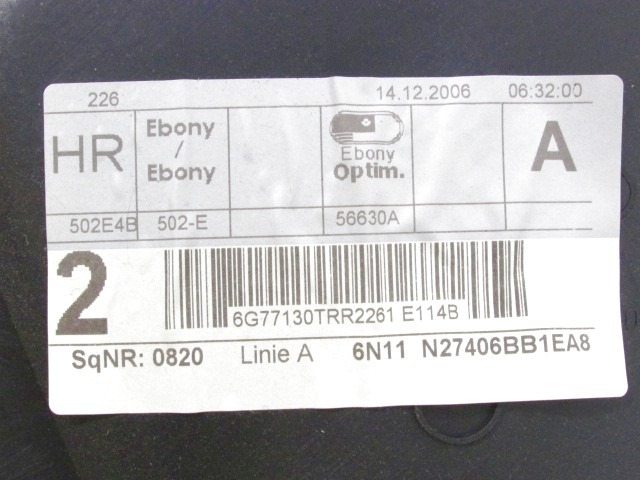 226 14.12.2006 06:32:00
HR Ebony / Ebony Ebony Optim. A
502E4B 502-E 56630A
2
6G77130TRR2261 E114B
SqNR: 0820 Linie A 6N11 N27406BB1EA8